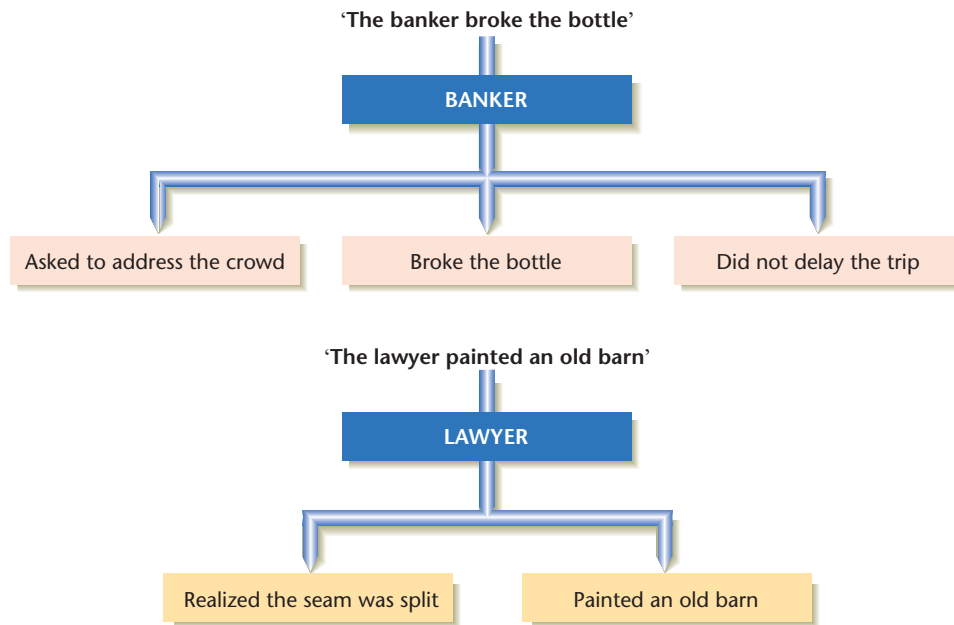 ‘The banker broke the bottle’
BANKER
Asked to address the crowd
Broke the bottle
Did not delay the trip
‘The lawyer painted an old barn’
LAWYER
Realized the seam was split
Painted an old barn